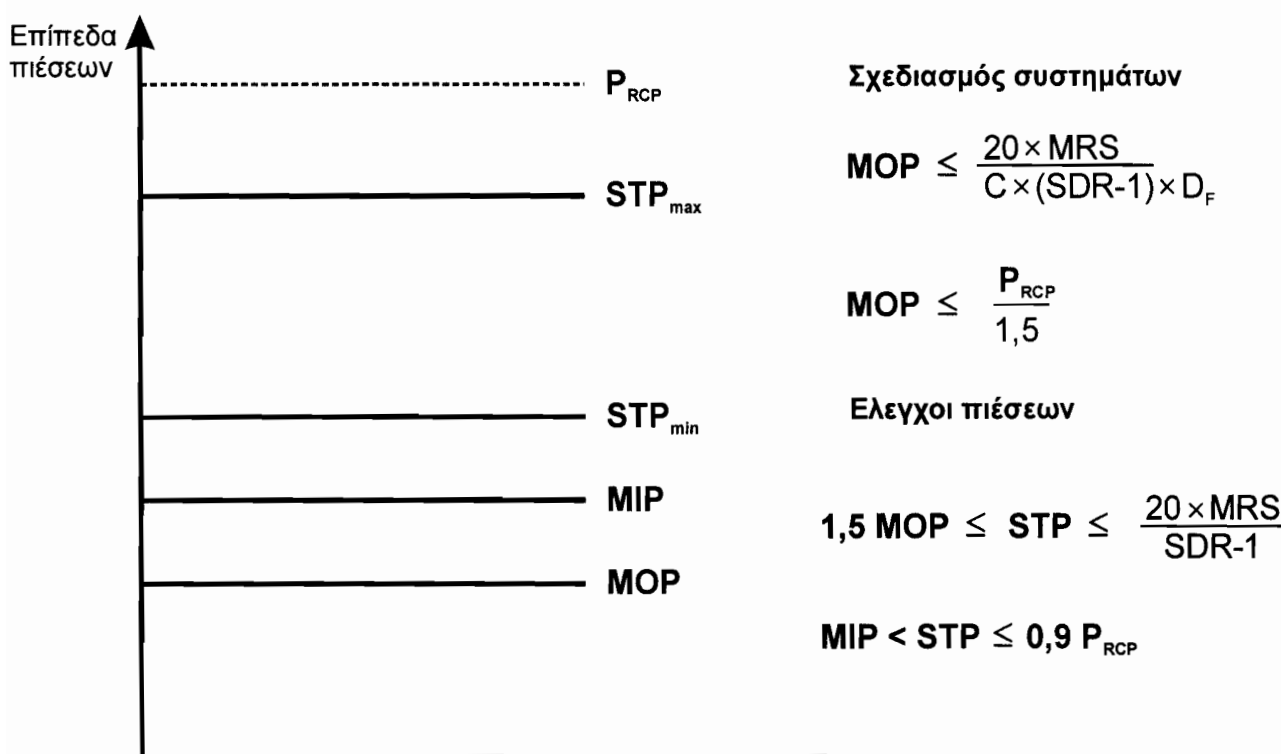 Επίπεδα
πιέσεων
P_RCP
STP_max
STP_min
MIP
MOP
Σχεδιασμός συστημάτων
MOP ≤ 20 × MRS / C × (SDR-1) × D_F
MOP ≤ P_RCP / 1,5
Ελεγχοι πιέσεων
1,5 MOP ≤ STP ≤ 20 × MRS / SDR-1
MIP < STP ≤ 0,9 P_RCP